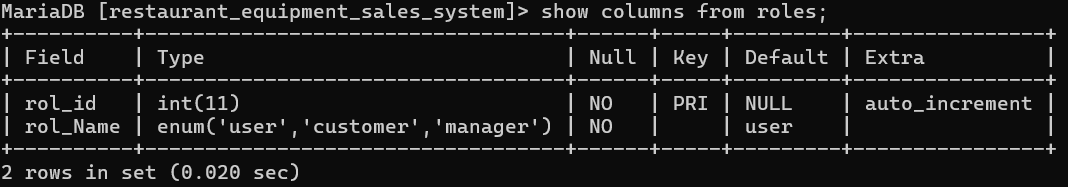 MariaDB [restaurant_equipment_sales_system]> show columns from roles;
+----------+-----------------------------------+------+-----+---------+----------------+
| Field    | Type                              | Null | Key | Default | Extra          |
+----------+-----------------------------------+------+-----+---------+----------------+
| rol_id   | int(11)                           | NO   | PRI | NULL    | auto_increment |
| rol_Name | enum('user','customer','manager') | NO   |     | user    |                |
+----------+-----------------------------------+------+-----+---------+----------------+
2 rows in set (0.020 sec)